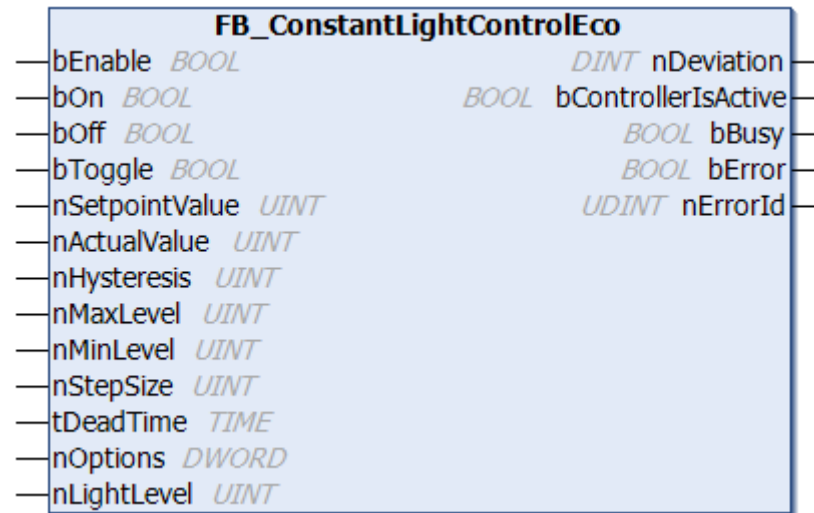 FB_ConstantLightControlEco
bEnable BOOL DINT nDeviation
bOn BOOL BOOL bControllerIsActive
bOff BOOL BOOL bBusy
bToggle BOOL BOOL bError
nSetpointValue UINT UDINT nErrorId
nActualValue UINT
nHysteresis UINT
nMaxLevel UINT
nMinLevel UINT
nStepSize UINT
tDeadTime TIME
nOptions DWORD
nLightLevel UINT